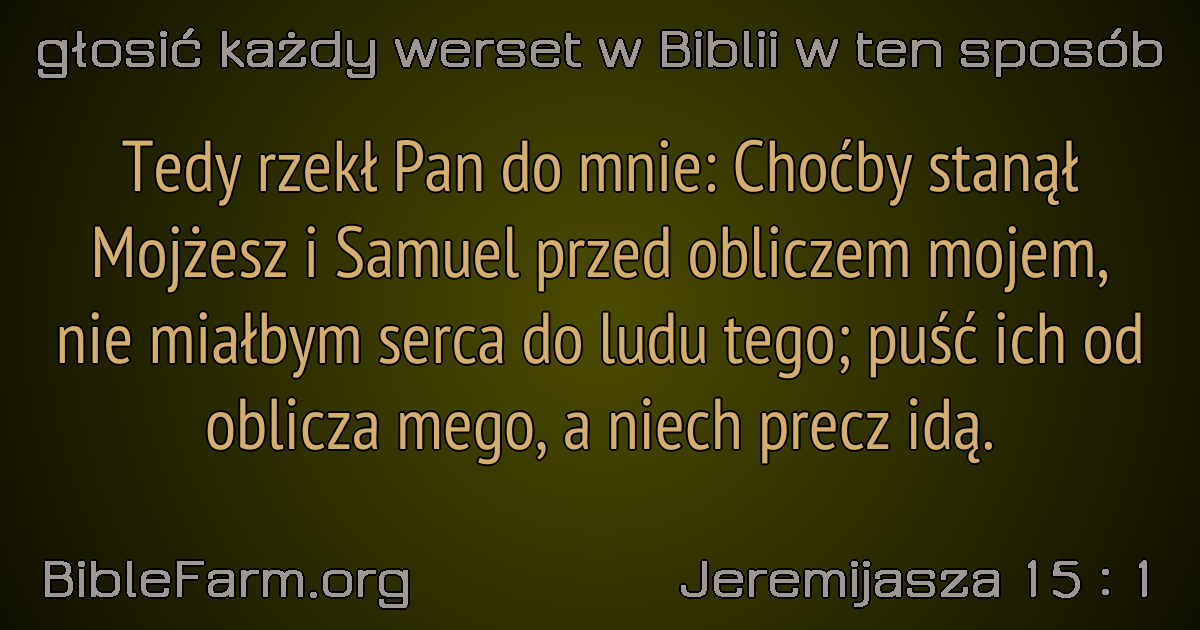 głosić każdy werset w Biblii w ten sposób
Tedy rzekł Pan do mnie: Choćby stanął
Mojżesz i Samuel przed obliczem mojem,
nie miałbym serca do ludu tego; puść ich od
oblicza mego, a niech precz idą.
BibleFarm.org
Jeremijasza 15 : 1